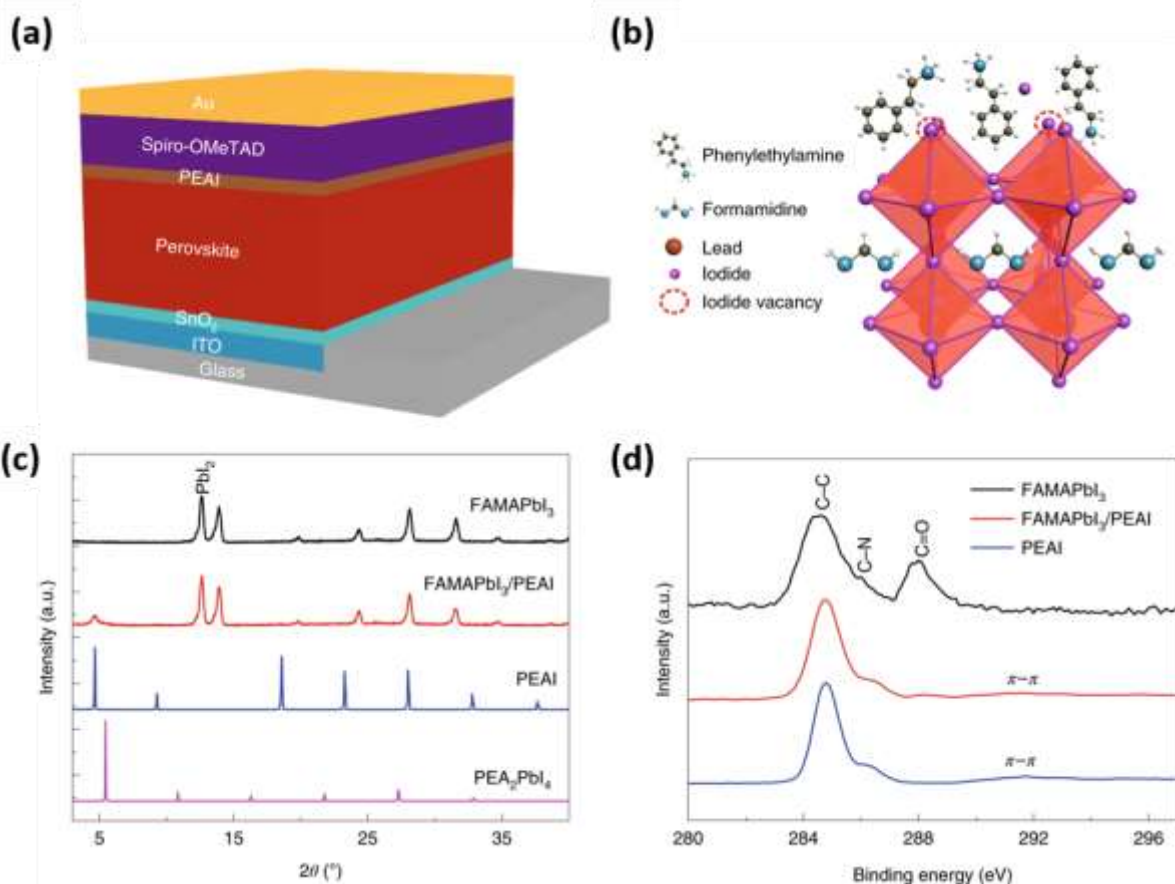 (a)
Au
Spiro-OMeTAD
PEAI
Perovskite
SnO₂
ITO
Glass
(b)
Phenylethylamine
Formamidine
Lead
Iodide
Iodide vacancy
(c)
PbI₂
FAMAPbI₃
FAMAPbI₃/PEAI
PEAI
PEA₂PbI₄
Intensity (a.u.)
5 15 25 35
2θ (°)
(d)
C–C
C–N
C=O
FAMAPbI₃
FAMAPbI₃/PEAI
PEAI
π–π
π–π
Intensity (a.u.)
280 284 288 292 296
Binding energy (eV)